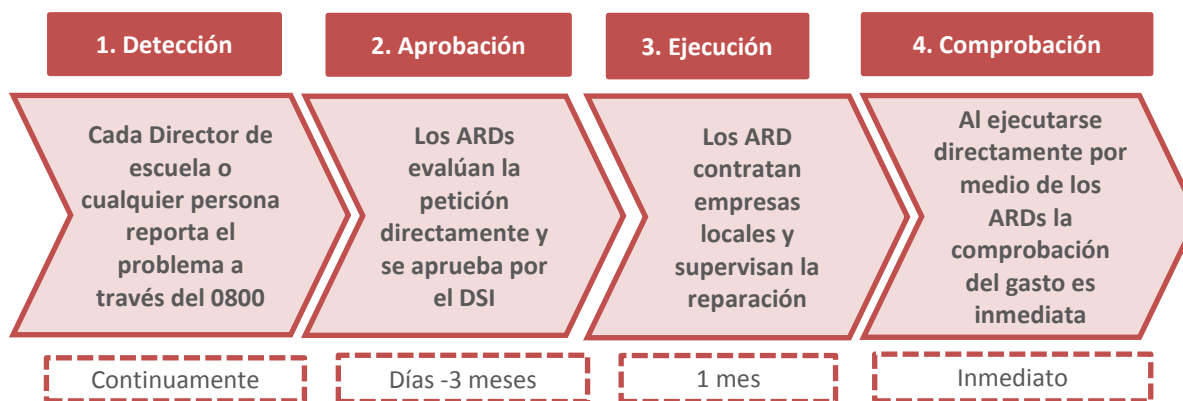 1. Detección
2. Aprobación
3. Ejecución
4. Comprobación
Cada Director de
escuela o
cualquier persona
reporta el
problema a
través del 0800
Los ARDs
evalúan la
petición
directamente y
se aprueba por
el DSI
Los ARD
contratan
empresas
locales y
supervisan la
reparación
Al ejecutarse
directamente por
medio de los
ARDs la
comprobación
del gasto es
inmediata
Continuamente
Días -3 meses
1 mes
Inmediato